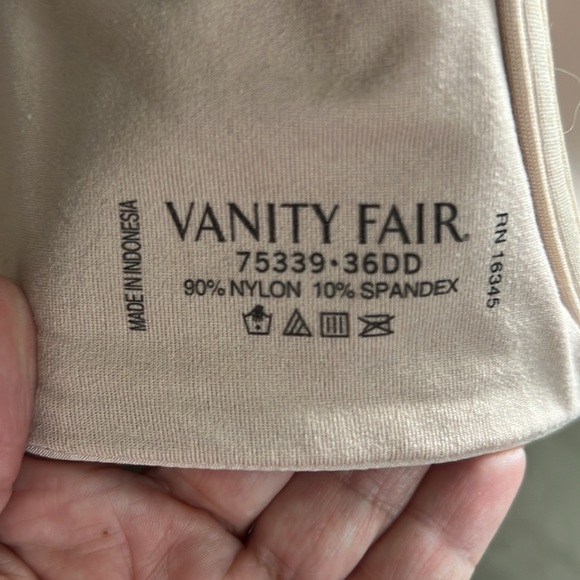 MADE IN INDONESIA
VANITY FAIR.
75339·36DD
90% NYLON 10% SPANDEX
RN 16345